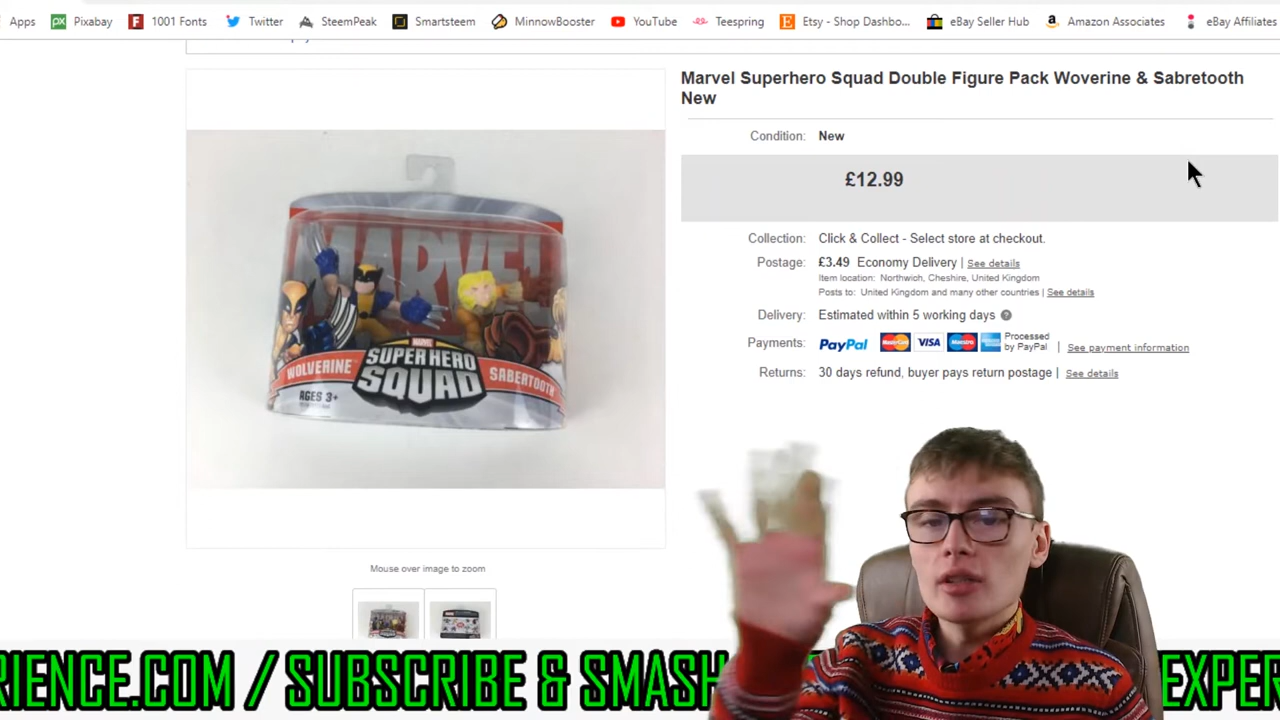 Apps Pixabay 1001 Fonts Twitter SteemPeak Smartsteem MinnowBooster YouTube Teespring Etsy - Shop Dashbo... eBay Seller Hub Amazon Associates eBay Affiliates
Marvel Superhero Squad Double Figure Pack Woverine & Sabretooth
New
Condition: New
£12.99
Collection: Click & Collect - Select store at checkout.
Postage: £3.49 Economy Delivery | See details
Item location: Northwich, Cheshire, United Kingdom
Posts to: United Kingdom and many other countries | See details
Delivery: Estimated within 5 working days
Payments: PayPal MasterCard VISA Maestro Processed by PayPal | See payment information
Returns: 30 days refund, buyer pays return postage | See details
MARVEL
MARVEL
WOLVERINE SUPER HERO SQUAD SABERTOOTH
AGES 3+
Mouse over image to zoom
RIENCE.COM / SUBSCRIBE & SMASH EXPER